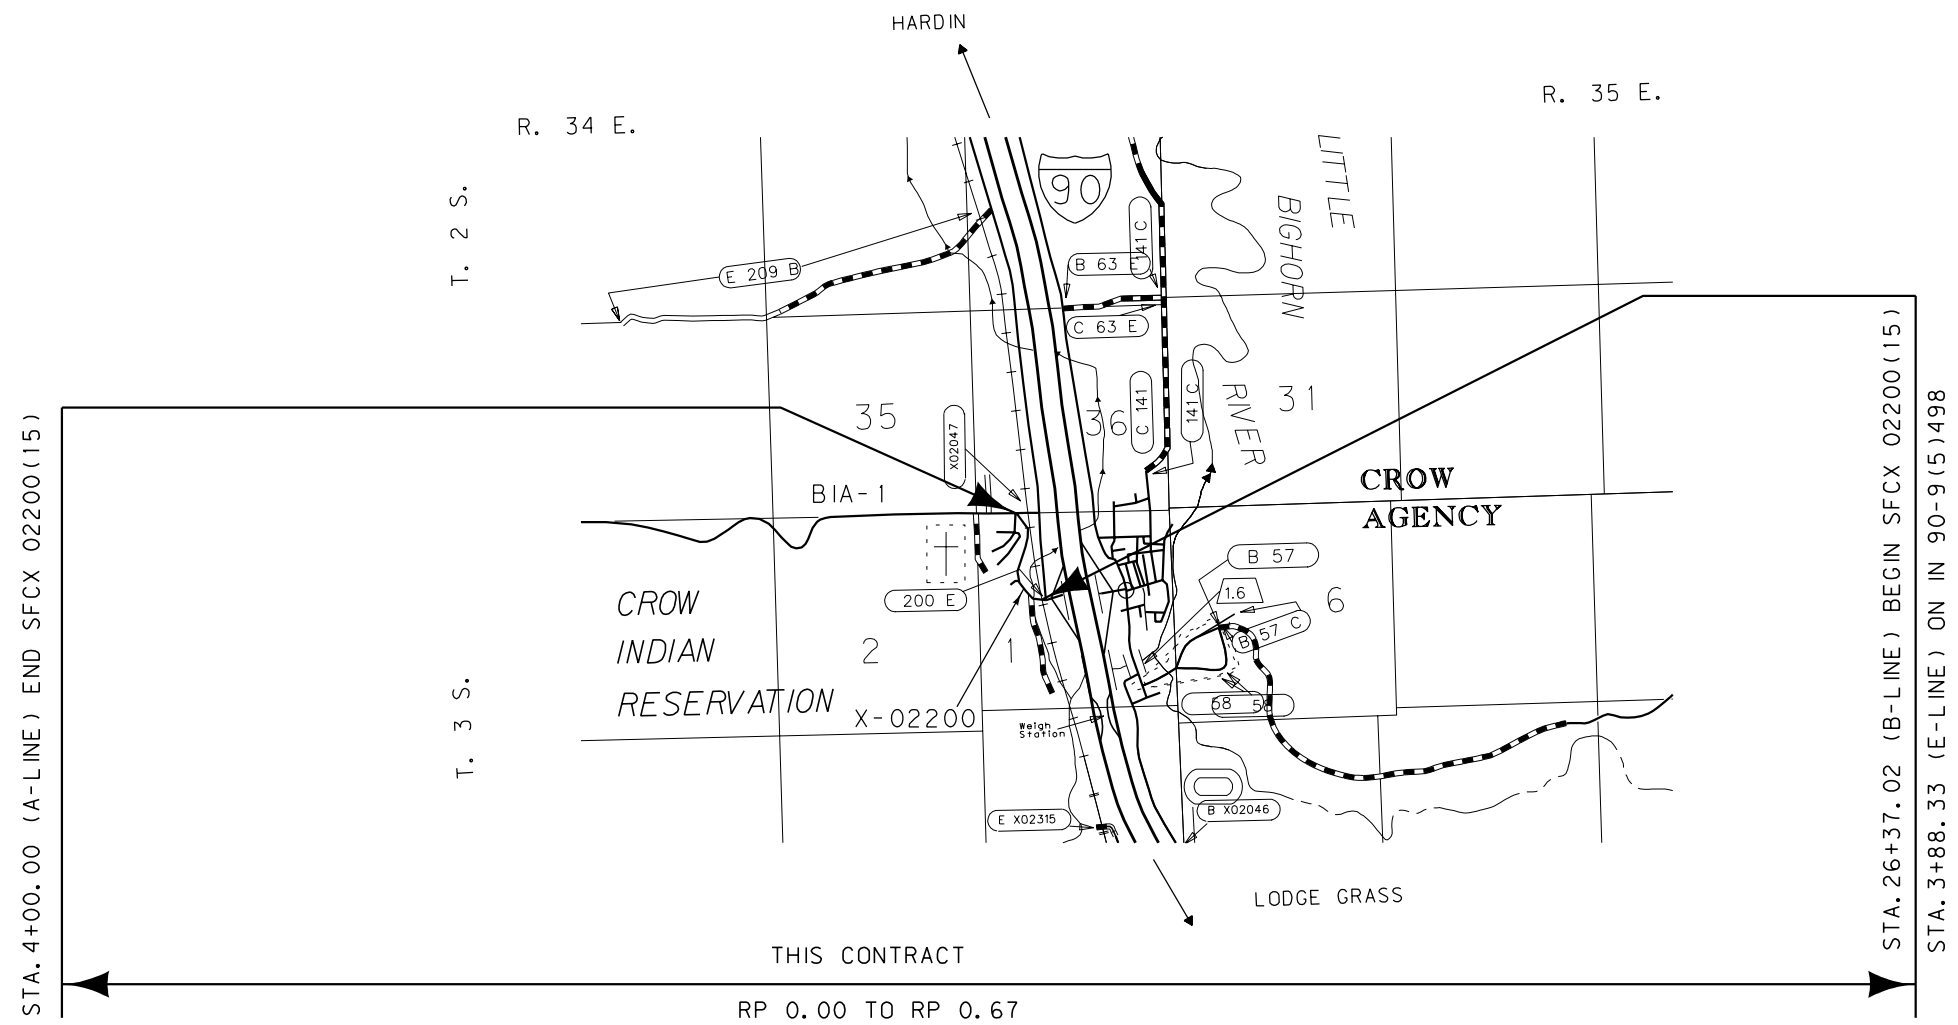 HARDIN
R. 34 E.
R. 35 E.
T. 2 S.
LITTLE
BIGHORN
RIVER
90
141 C
E 209 B
B 63 E
C 63 E
35
36
31
C 141
141 C
X02047
BIA-1
CROW
AGENCY
B 57
1.6
6
B 57 C
200 E
CROW
INDIAN
RESERVATION
2
1
X-02200
Weigh
Station
58
58
T. 3 S.
E X02315
B X02046
LODGE GRASS
STA. 4+00.00 (A-LINE) END SFCX 02200(15)
STA. 26+37.02 (B-LINE) BEGIN SFCX 02200(15)
STA. 3+88.33 (E-LINE) ON IN 90-9(5)498
THIS CONTRACT
RP 0.00 TO RP 0.67